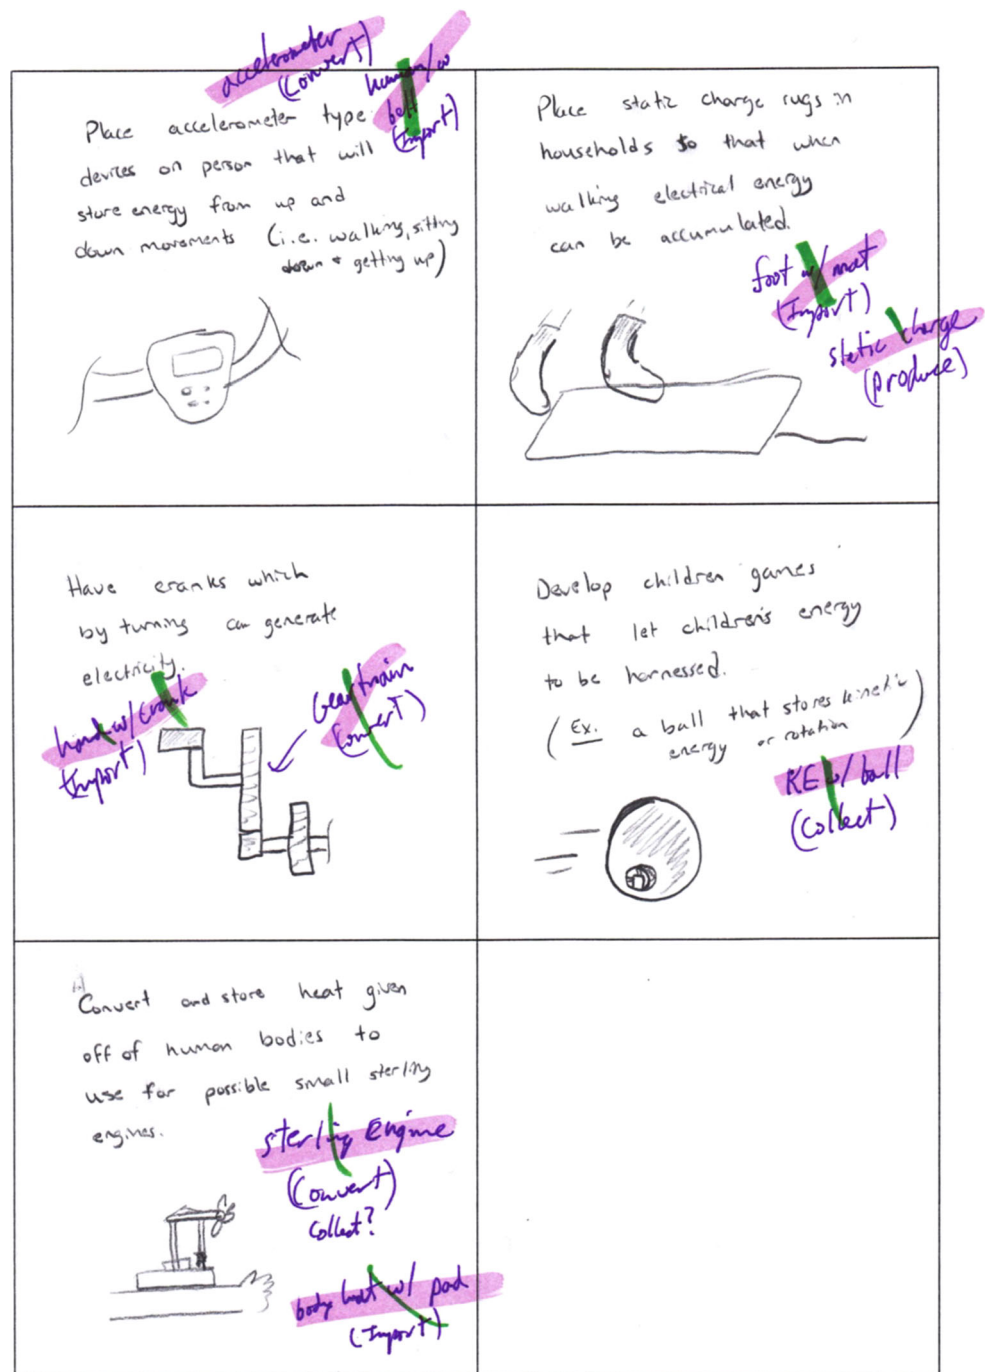 accelerometer
(Convert)
human/w
belt
(Import)
Place accelerometer type
devices on person that will
store energy from up and
down movements (i.e. walking, sitting
down + getting up)
Place static charge rugs in
households so that when
walking electrical energy
can be accumulated.
foot w/ mat
(Import)
static charge
(produce)
Have cranks which
by turning can generate
electricity.
hand w/ crank
(Import)
Gear train
(convert)
Develop children games
that let children's energy
to be harnessed.
(Ex. a ball that stores kinetic
energy or rotation)
KE w/ ball
(Collect)
Convert and store heat given
off of human bodies to
use for possible small sterling
engines.
sterling Engine
(Convert)
Collect?
body heat w/ pad
(Import)